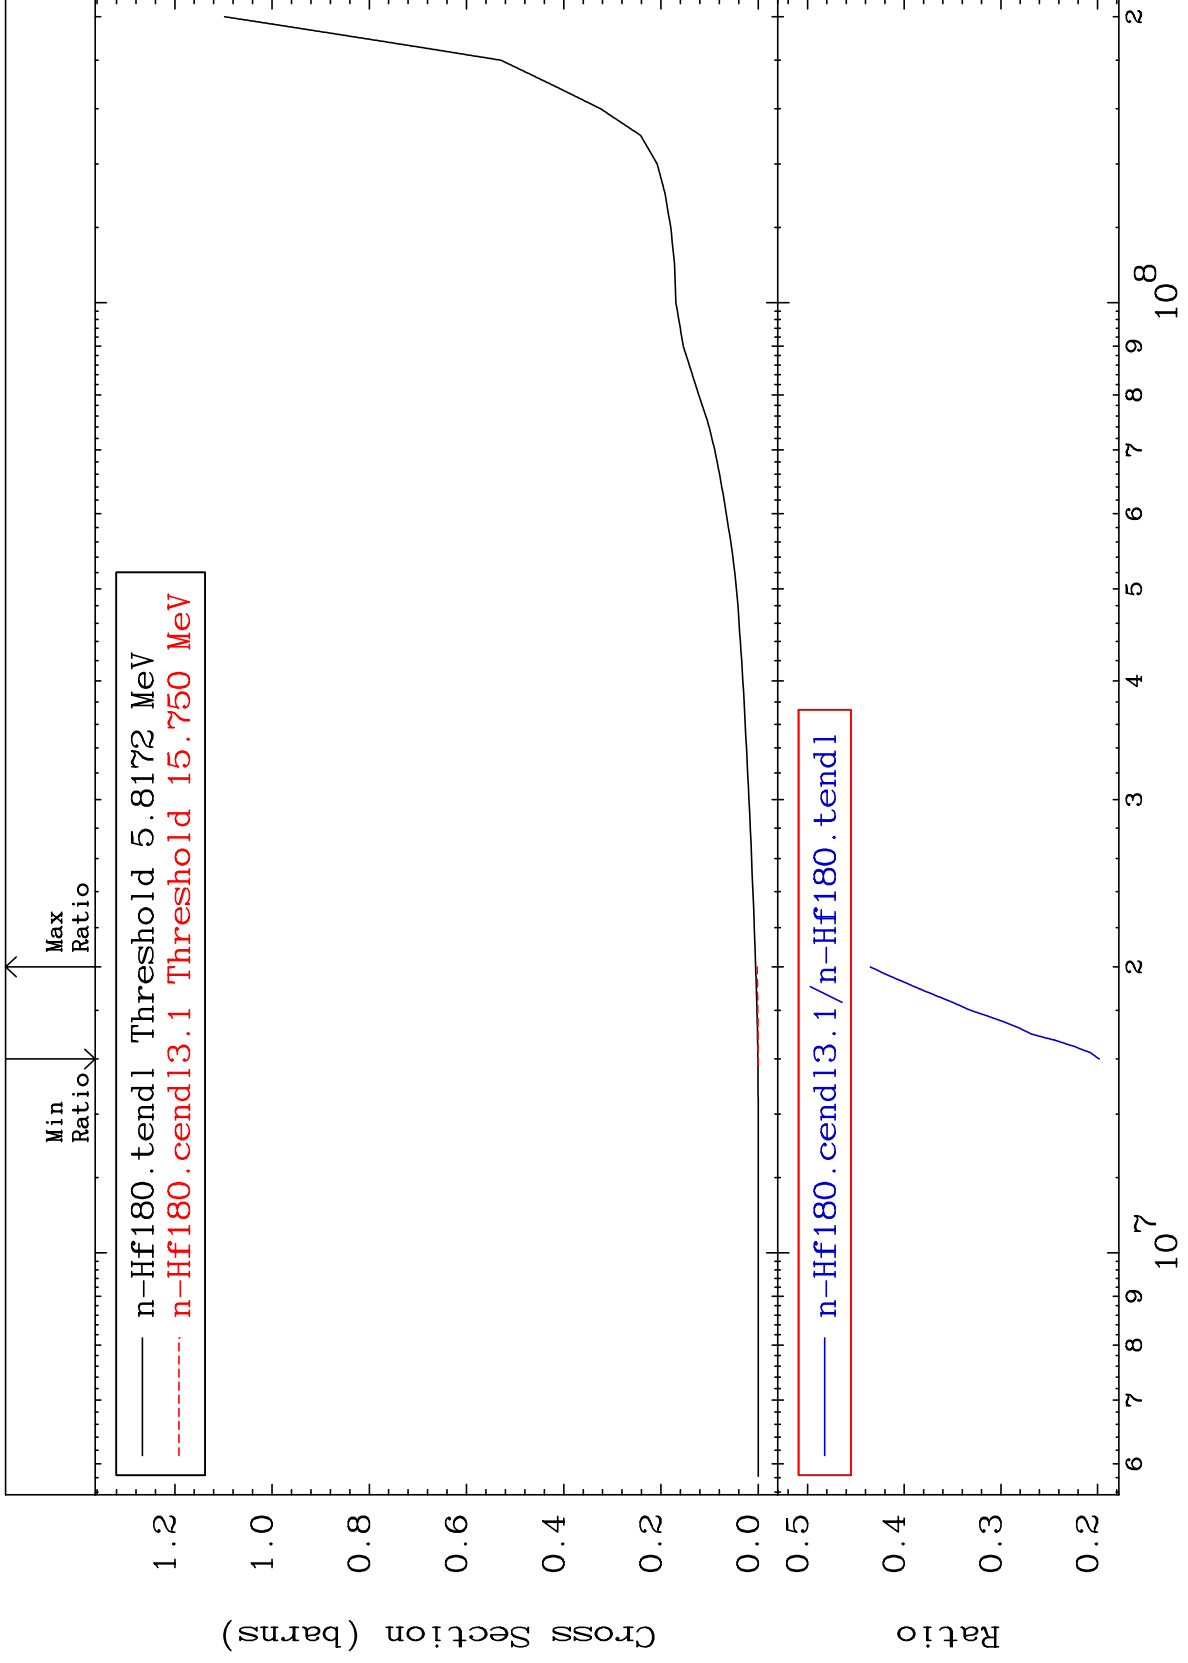 Min
Ratio
Max
Ratio
n-Hf180.tendl Threshold 5.8172 MeV
n-Hf180.cendl3.1 Threshold 15.750 MeV
1.2
1.0
0.8
0.6
0.4
0.2
0.0
Cross Section (barns)
n-Hf180.cendl3.1/n-Hf180.tendl
0.5
0.4
0.3
0.2
Ratio
6 7 8 9 2 3 4 5 6 7 8 9 2
10 7 10 8